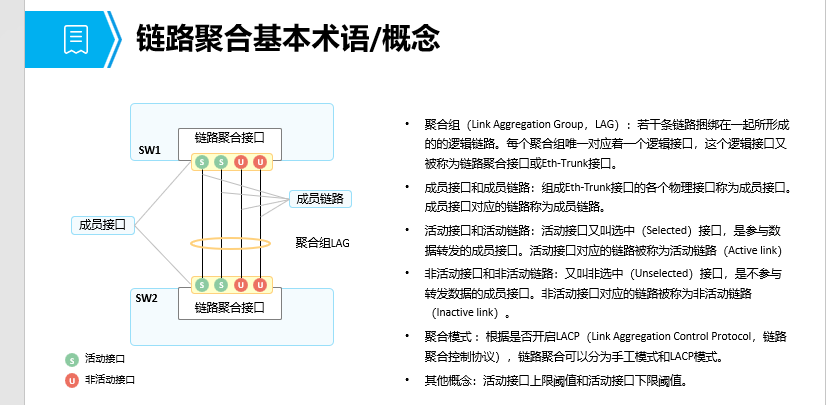 链路聚合基本术语/概念
链路聚合接口
SW1
S S U U
成员链路
成员接口
聚合组LAG
S S U U
SW2
链路聚合接口
S 活动接口
U 非活动接口
• 聚合组（Link Aggregation Group，LAG）：若干条链路捆绑在一起所形成
的的逻辑链路。每个聚合组唯一对应着一个逻辑接口，这个逻辑接口又
被称为链路聚合接口或Eth-Trunk接口。
• 成员接口和成员链路：组成Eth-Trunk接口的各个物理接口称为成员接口。
成员接口对应的链路称为成员链路。
• 活动接口和活动链路：活动接口又叫选中（Selected）接口，是参与数
据转发的成员接口。活动接口对应的链路被称为活动链路（Active link）
• 非活动接口和非活动链路：又叫非选中（Unselected）接口，是不参与
转发数据的成员接口。非活动接口对应的链路被称为非活动链路
（Inactive link）。
• 聚合模式：根据是否开启LACP（Link Aggregation Control Protocol，链路
聚合控制协议），链路聚合可以分为手工模式和LACP模式。
• 其他概念：活动接口上限阈值和活动接口下限阈值。